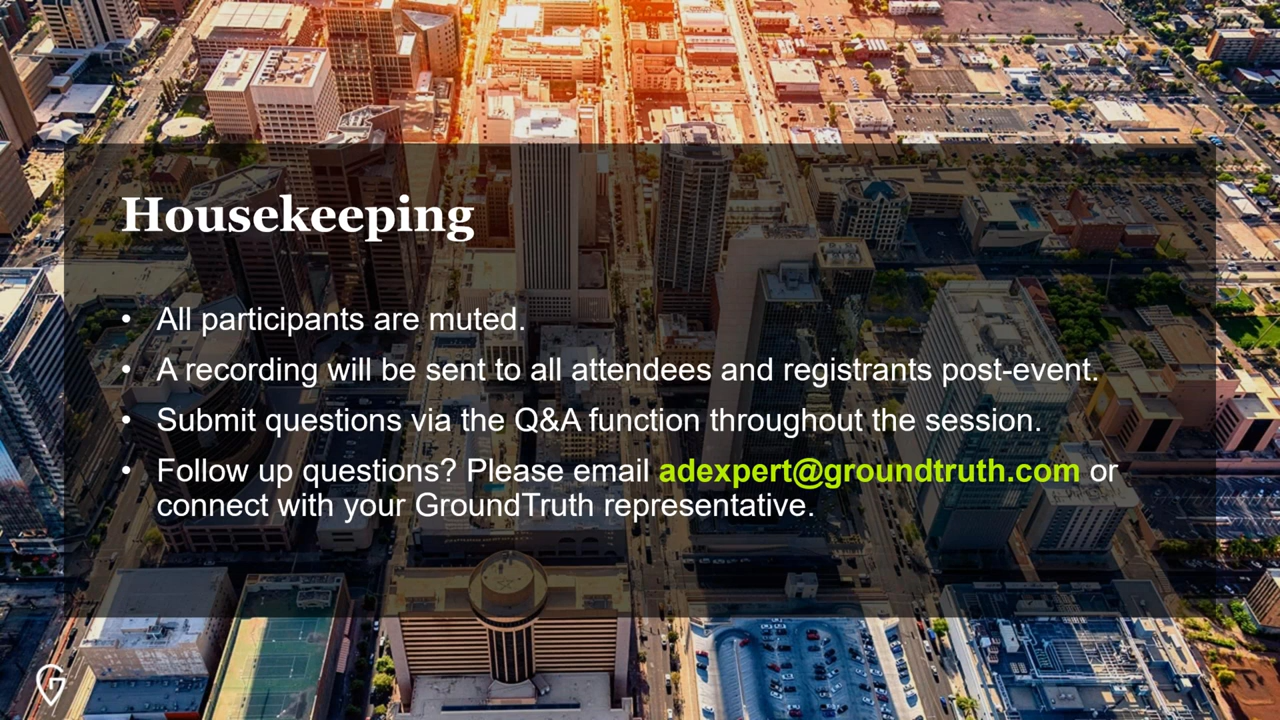 Housekeeping
• All participants are muted.
• A recording will be sent to all attendees and registrants post-event.
• Submit questions via the Q&A function throughout the session.
• Follow up questions? Please email adexpert@groundtruth.com or
connect with your GroundTruth representative.